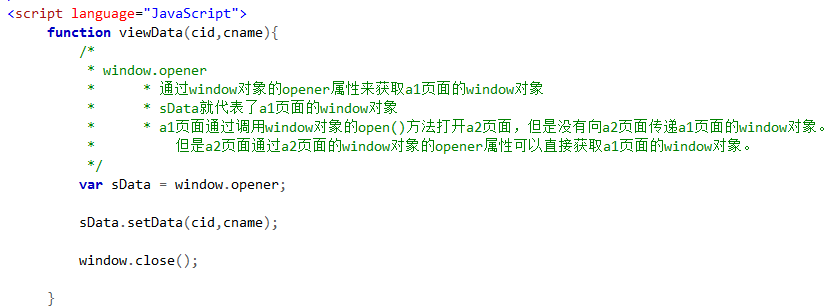 <script language="JavaScript">
function viewData(cid,cname){
/*
* window.opener
* * 通过window对象的opener属性来获取a1页面的window对象
* * sData就代表了a1页面的window对象
* * a1页面通过调用window对象的open()方法打开a2页面，但是没有向a2页面传递a1页面的window对象。
* 但是a2页面通过a2页面的window对象的opener属性可以直接获取a1页面的window对象。
*/
var sData = window.opener;
sData.setData(cid,cname);
window.close();
}